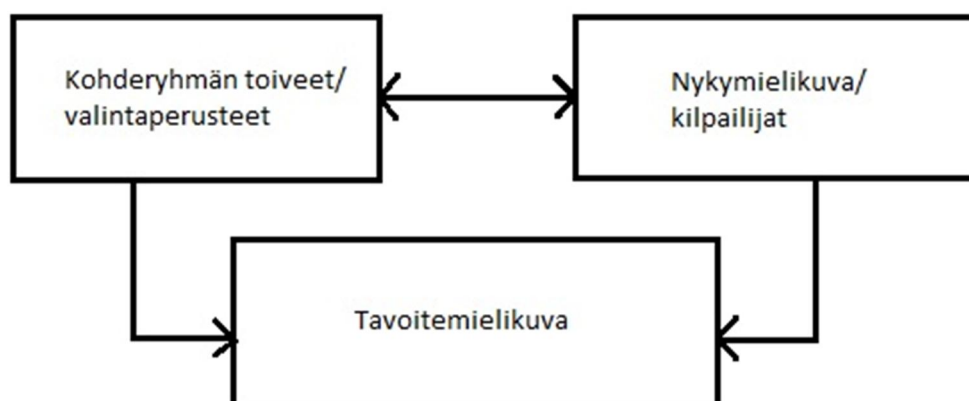 Kohderyhmän toiveet/
valintaperusteet
Nykymielikuva/
kilpailijat
Tavoitemielikuva